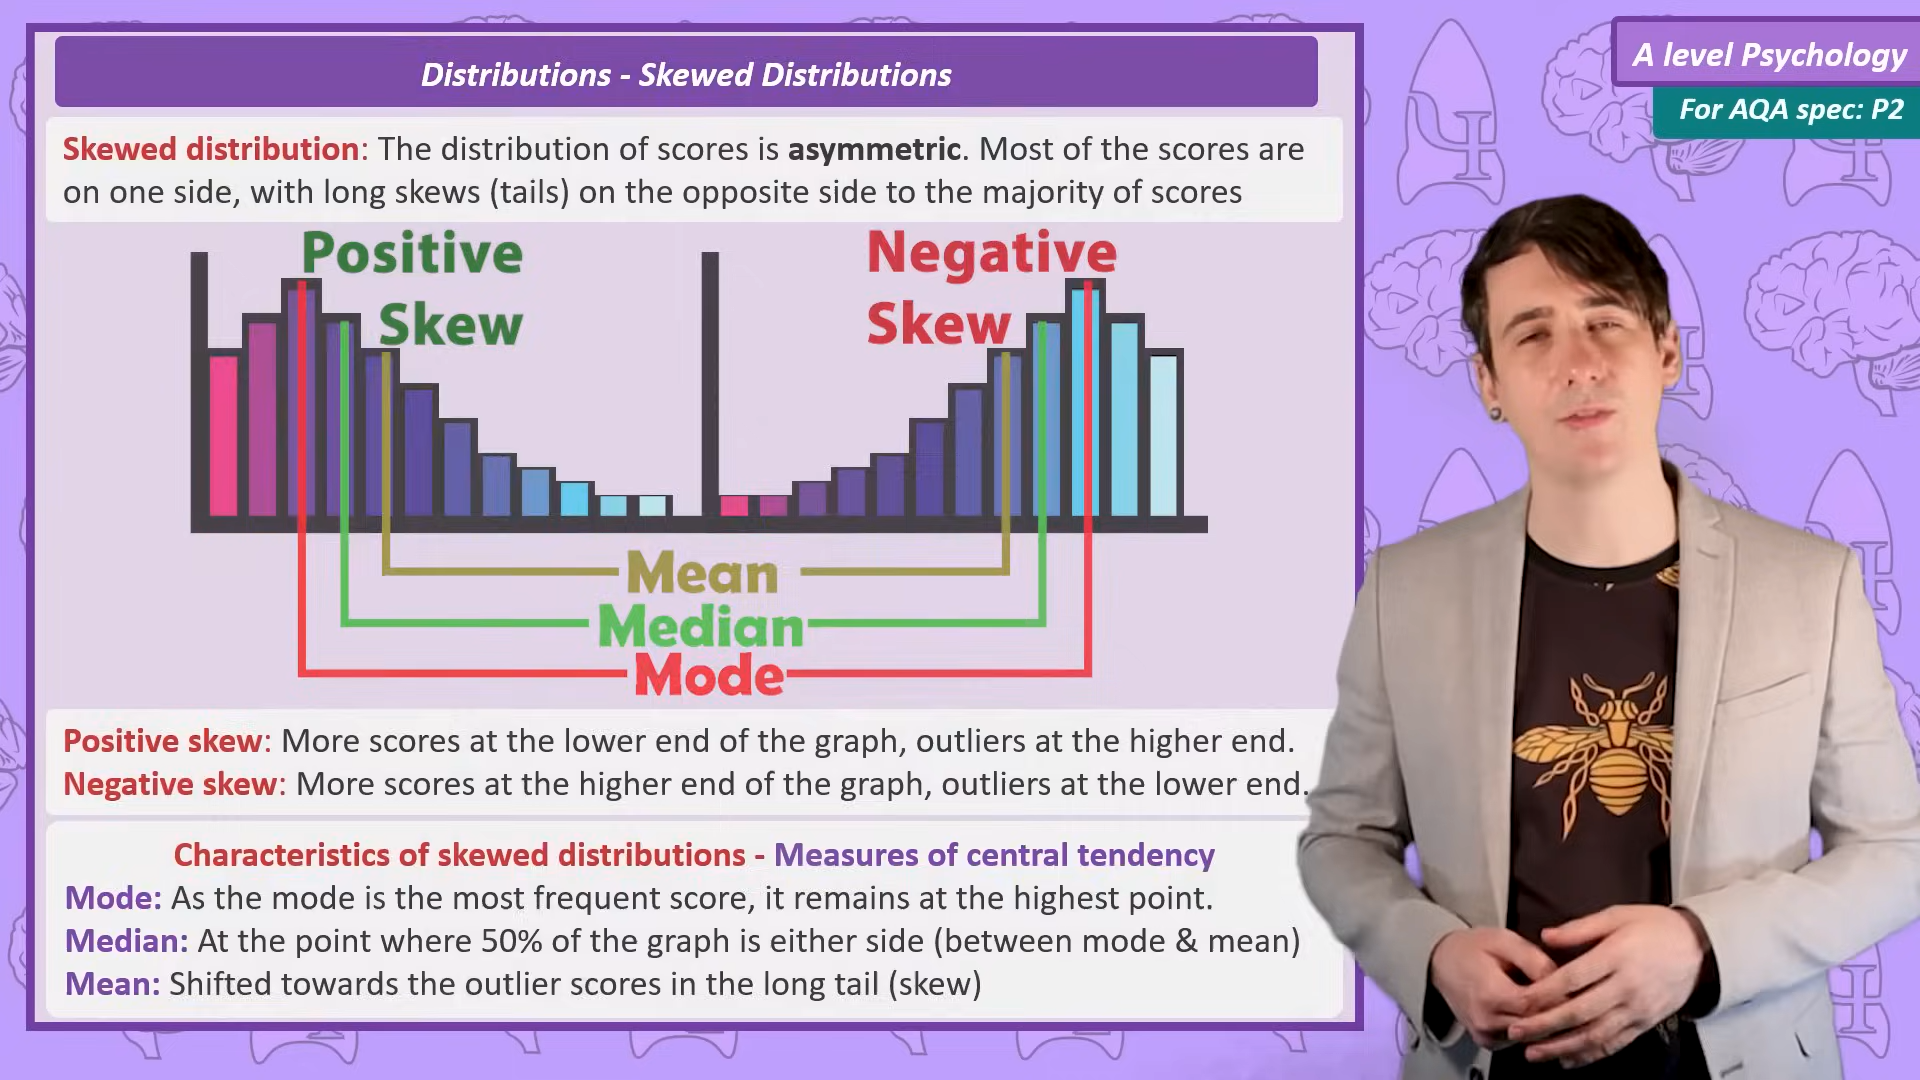 Distributions - Skewed Distributions
A level Psychology
For AQA spec: P2
Skewed distribution: The distribution of scores is asymmetric. Most of the scores are
on one side, with long skews (tails) on the opposite side to the majority of scores
Positive
Skew
Negative
Skew
Mean
Median
Mode
Positive skew: More scores at the lower end of the graph, outliers at the higher end.
Negative skew: More scores at the higher end of the graph, outliers at the lower end.
Characteristics of skewed distributions - Measures of central tendency
Mode: As the mode is the most frequent score, it remains at the highest point.
Median: At the point where 50% of the graph is either side (between mode & mean)
Mean: Shifted towards the outlier scores in the long tail (skew)